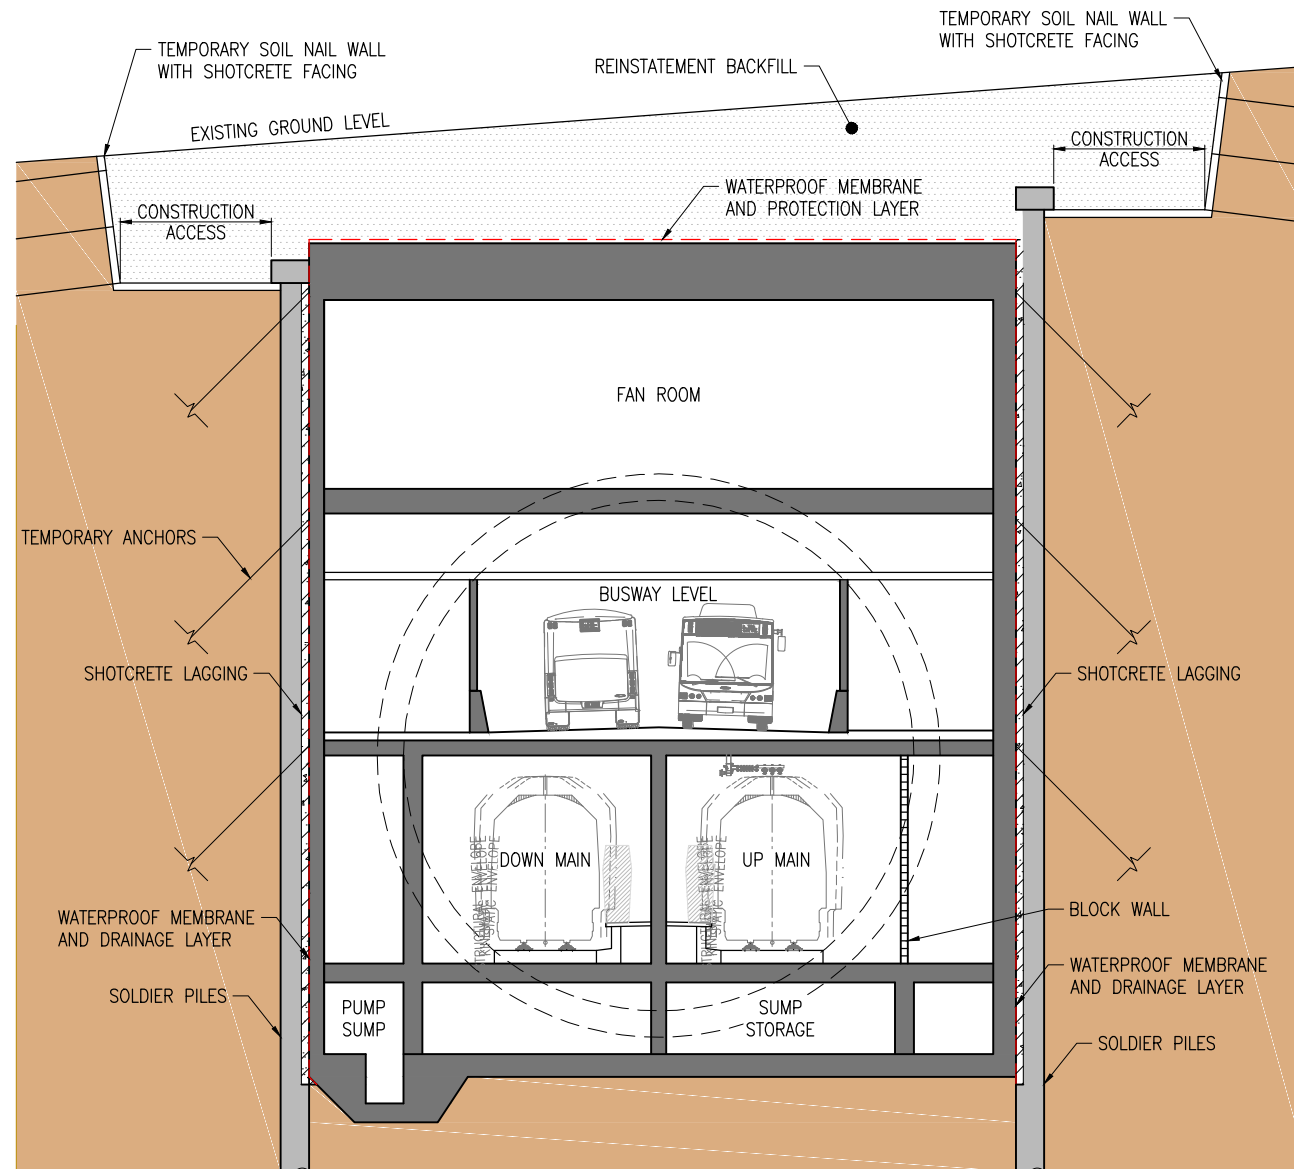 TEMPORARY SOIL NAIL WALL
WITH SHOTCRETE FACING
TEMPORARY SOIL NAIL WALL
WITH SHOTCRETE FACING
REINSTATEMENT BACKFILL
EXISTING GROUND LEVEL
CONSTRUCTION
ACCESS
WATERPROOF MEMBRANE
AND PROTECTION LAYER
CONSTRUCTION
ACCESS
FAN ROOM
TEMPORARY ANCHORS
BUSWAY LEVEL
SHOTCRETE LAGGING
SHOTCRETE LAGGING
DOWN MAIN
UP MAIN
WATERPROOF MEMBRANE
AND DRAINAGE LAYER
BLOCK WALL
WATERPROOF MEMBRANE
AND DRAINAGE LAYER
SOLDIER PILES
PUMP
SUMP
SUMP
STORAGE
SOLDIER PILES